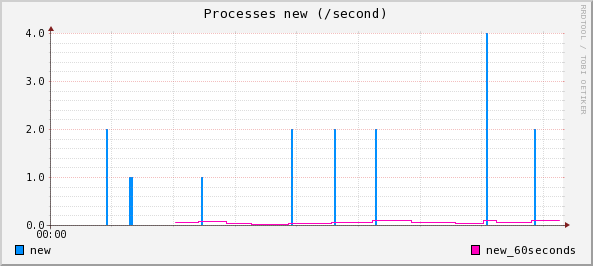 Processes new (/second)
4.0
3.0
2.0
1.0
0.0
00:00
new
new_60seconds
RRDTOOL / TOBI OETIKER